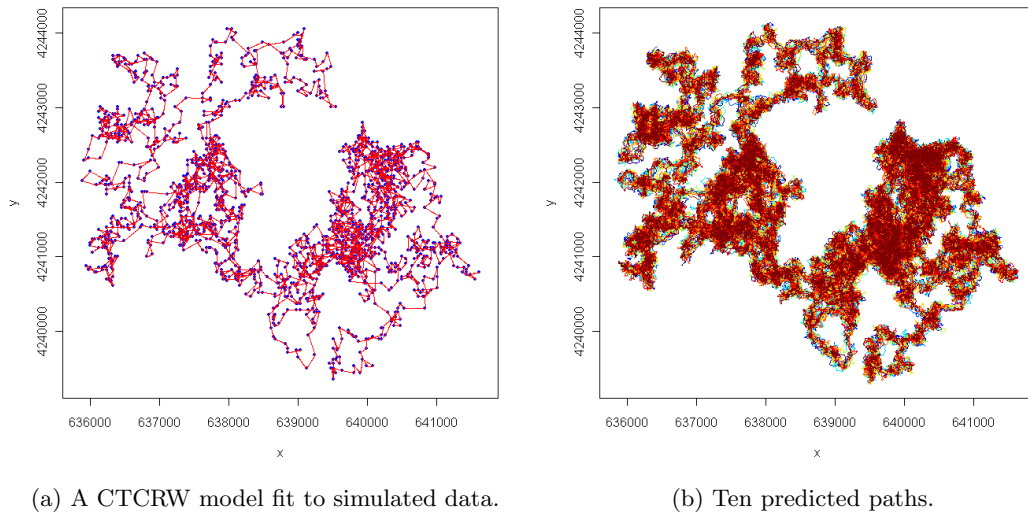 4244000
4243000
4242000
4241000
4240000
y
636000 637000 638000 639000 640000 641000
x
(a) A CTCRW model fit to simulated data.
4244000
4243000
4242000
4241000
4240000
y
636000 637000 638000 639000 640000 641000
x
(b) Ten predicted paths.